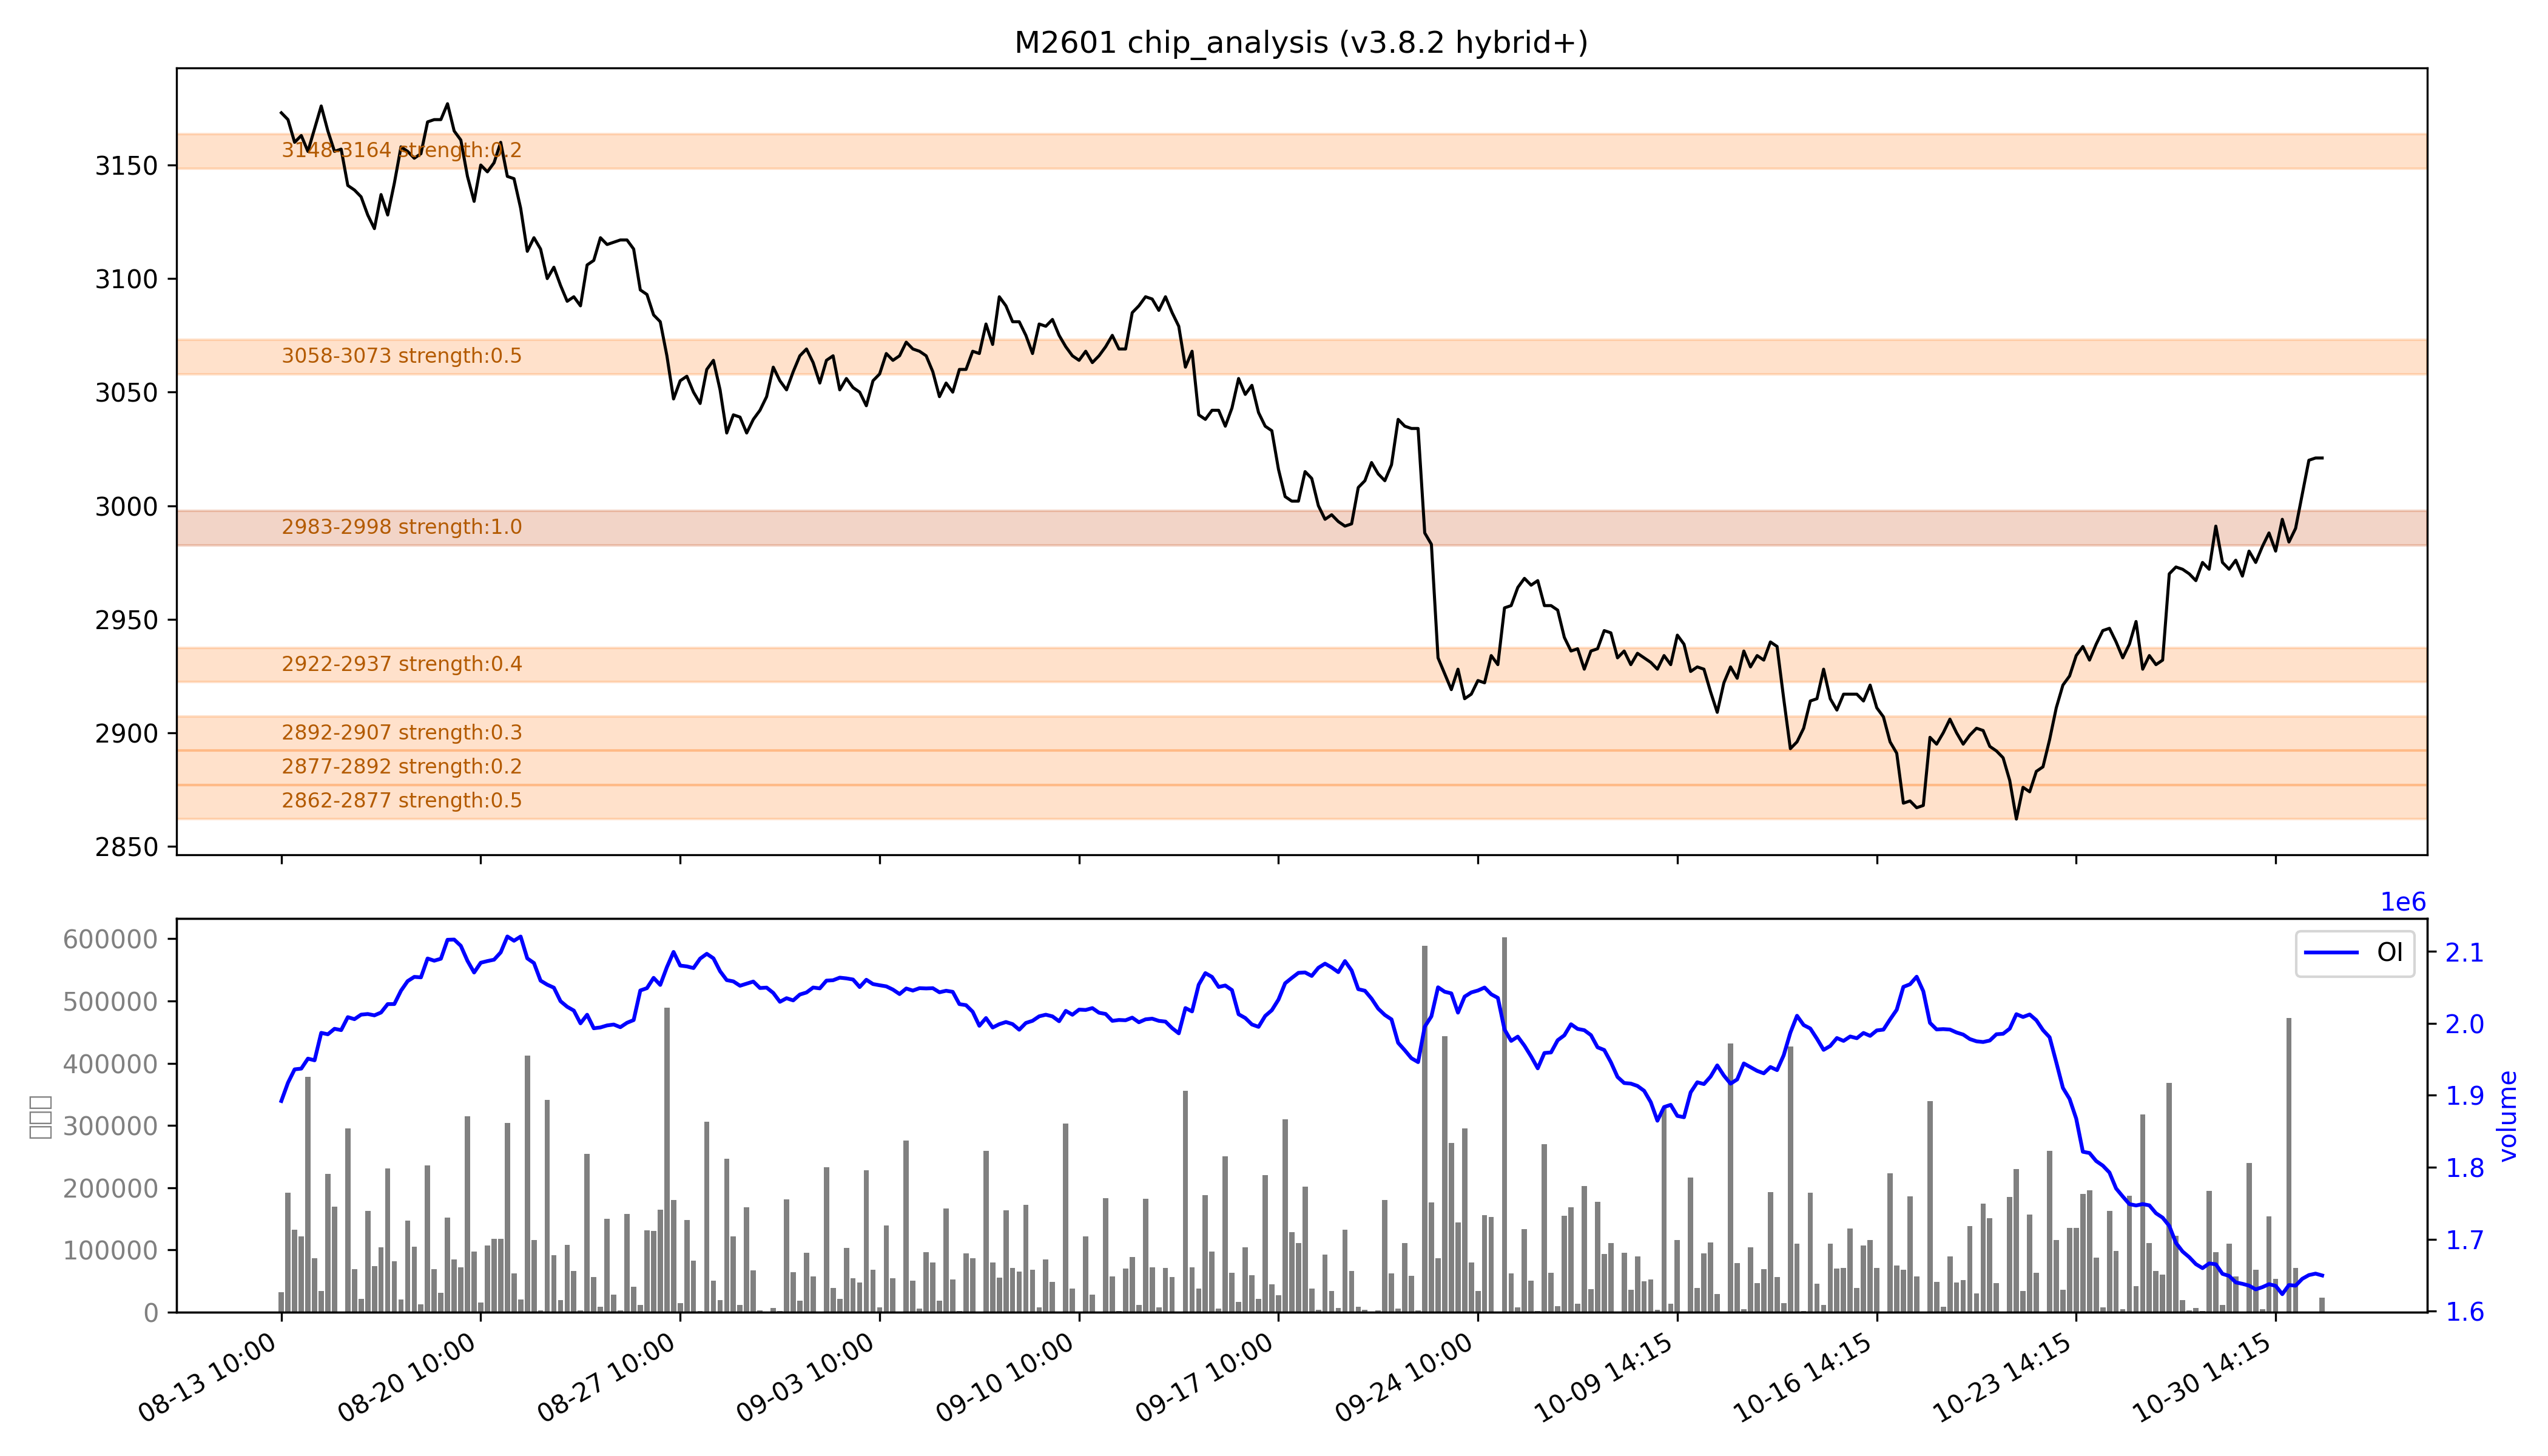 M2601 chip_analysis (v3.8.2 hybrid+)
3150
3100
3050
3000
2950
2900
2850
3148-3164 strength:0.2
3058-3073 strength:0.5
2983-2998 strength:1.0
2922-2937 strength:0.4
2892-2907 strength:0.3
2877-2892 strength:0.2
2862-2877 strength:0.5
1e6
600000
500000
400000
300000
200000
100000
0
OI
2.1
2.0
1.9
1.8
1.7
1.6
volume
08-13 10:00
08-20 10:00
08-27 10:00
09-03 10:00
09-10 10:00
09-17 10:00
09-24 10:00
10-09 14:15
10-16 14:15
10-23 14:15
10-30 14:15